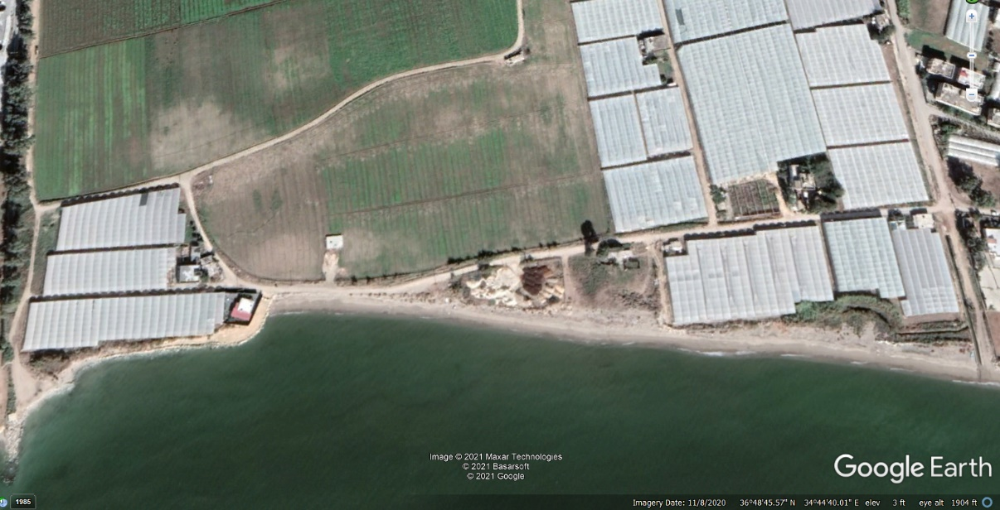 Image © 2021 Maxar Technologies
© 2021 Basarsoft
© 2021 Google
Google Earth
1985
Imagery Date: 11/8/2020 36°48'45.57" N 34°44'40.01" E elev 3 ft eye alt 1904 ft